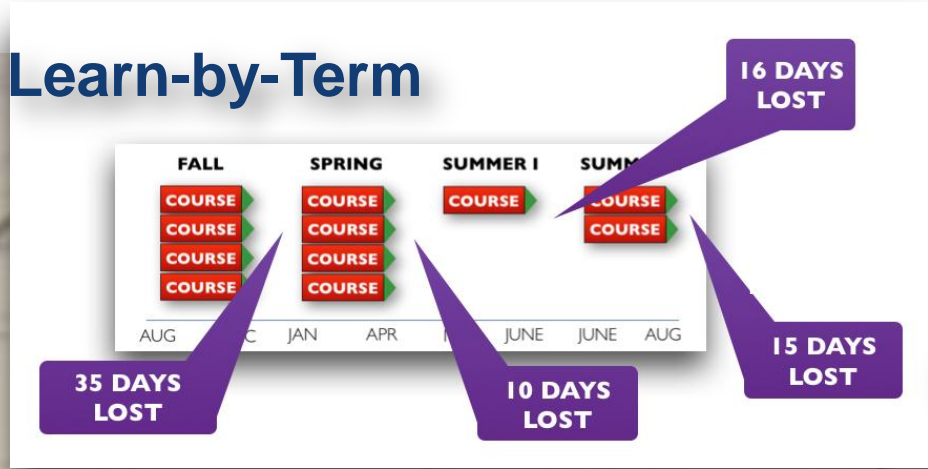 Learn-by-Term
16 DAYS
LOST
FALL SPRING SUMMER I
COURSE COURSE COURSE COURSE
COURSE COURSE COURSE
COURSE COURSE
COURSE COURSE
AUG JAN APR JUNE JUNE AUG
35 DAYS
LOST
10 DAYS
LOST
15 DAYS
LOST